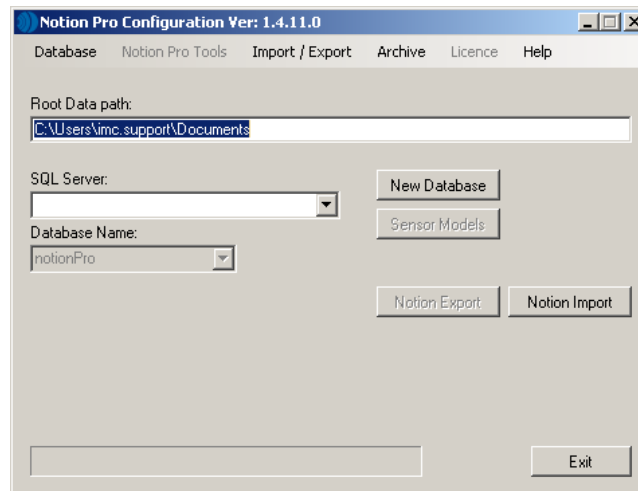 Notion Pro Configuration Ver: 1.4.11.0
Database Notion Pro Tools Import / Export Archive Licence Help
Root Data path:
C:\Users\imc.support\Documents
SQL Server:
New Database
Sensor Models
Database Name:
notionPro
Notion Export Notion Import
Exit